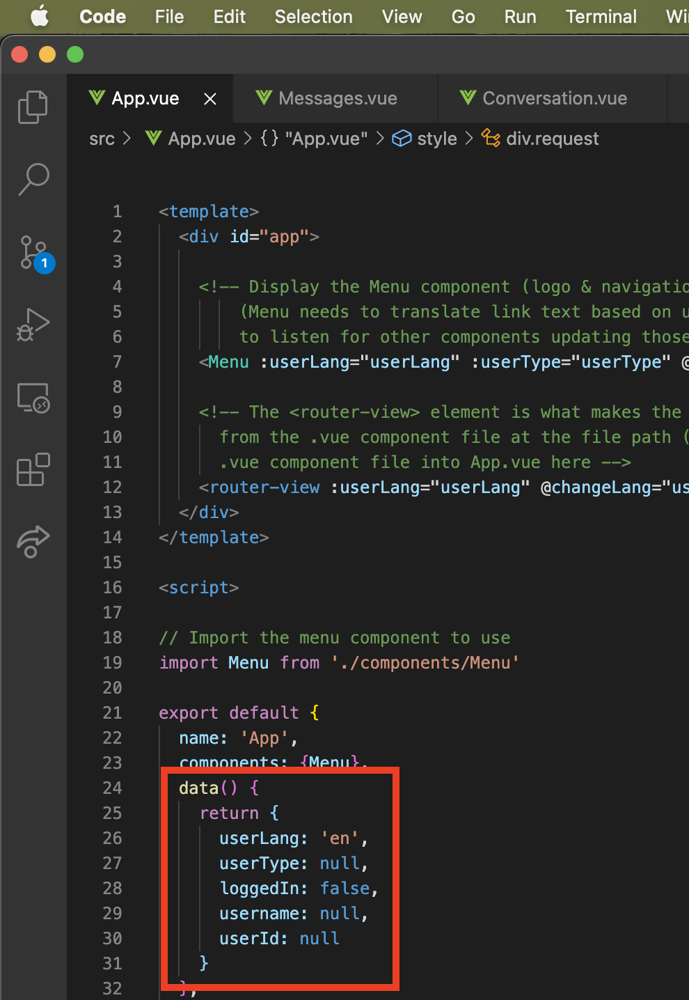 Code File Edit Selection View Go Run Terminal
App.vue Messages.vue Conversation.vue
src > App.vue > {} "App.vue" > style > div.request
1
1 <template>
2 <div id="app">
3
4 <!-- Display the Menu component (logo &
5 (Menu needs to translate link text based on
6 to listen for other components updating those
7 <Menu :userLang="userLang" :userType="userType" @
8
9 <!-- The <router-view> element is what makes the
10 from the .vue component file at the file path (
11 .vue component file into App.vue here -->
12 <router-view :userLang="userLang" @changeLang="us
13 </div>
14 </template>
15
16 <script>
17
18 // Import the menu component to use
19 import Menu from './components/Menu'
20
21 export default {
22 name: 'App',
23 components: {Menu},
24 data() {
25 return {
26 userLang: 'en',
27 userType: null,
28 loggedIn: false,
29 username: null,
30 userId: null
31 }
32 },